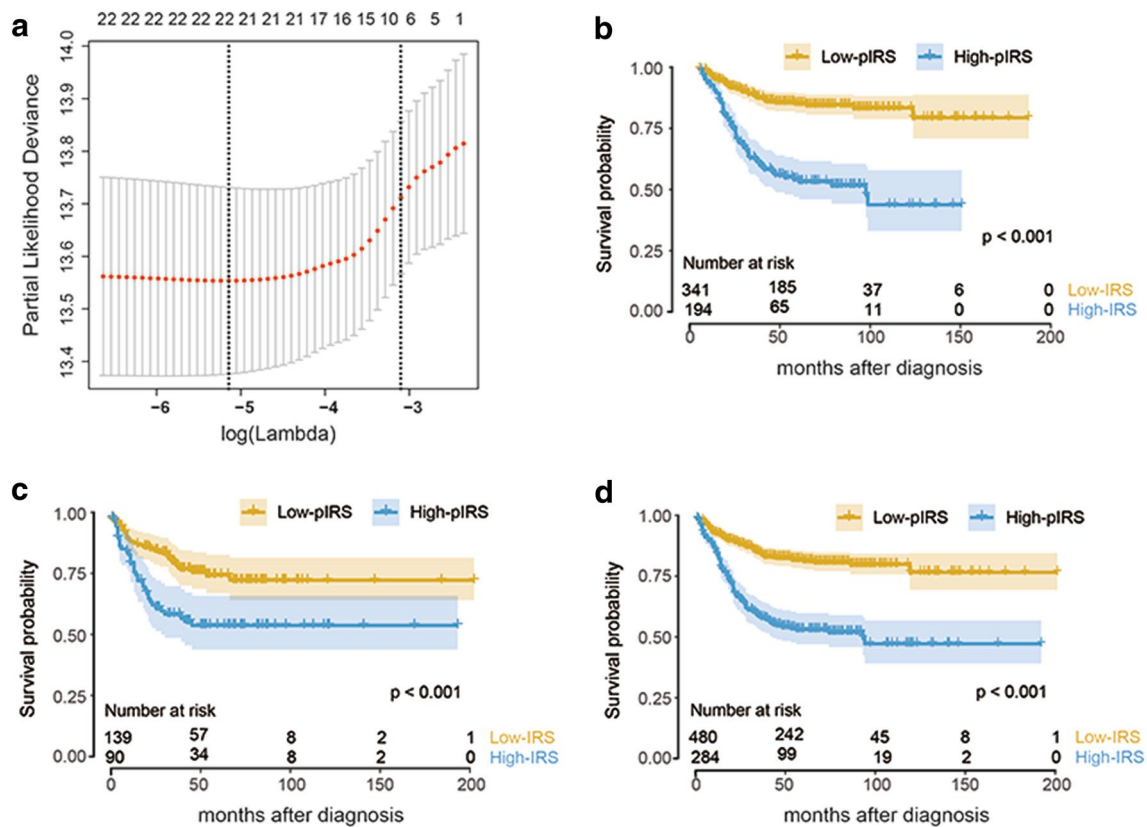 a
22 22 22 22 22 22 21 21 21 17 16 15 10 6 5 1
Partial Likelihood Deviance
14.0
13.9
13.8
13.7
13.6
13.5
13.4
−6 −5 −4 −3
log(Lambda)
b
Low-pIRS High-pIRS
Survival probability
1.00
0.75
0.50
0.25
0.00
p < 0.001
Number at risk
341 185 37 6 0 Low-IRS
194 65 11 0 0 High-IRS
0 50 100 150 200
months after diagnosis
c
Low-pIRS High-pIRS
Survival probability
1.00
0.75
0.50
0.25
0.00
p < 0.001
Number at risk
139 57 8 2 1 Low-IRS
90 34 8 2 0 High-IRS
0 50 100 150 200
months after diagnosis
d
Low-pIRS High-pIRS
Survival probability
1.00
0.75
0.50
0.25
0.00
p < 0.001
Number at risk
480 242 45 8 1 Low-IRS
284 99 19 2 0 High-IRS
0 50 100 150 200
months after diagnosis